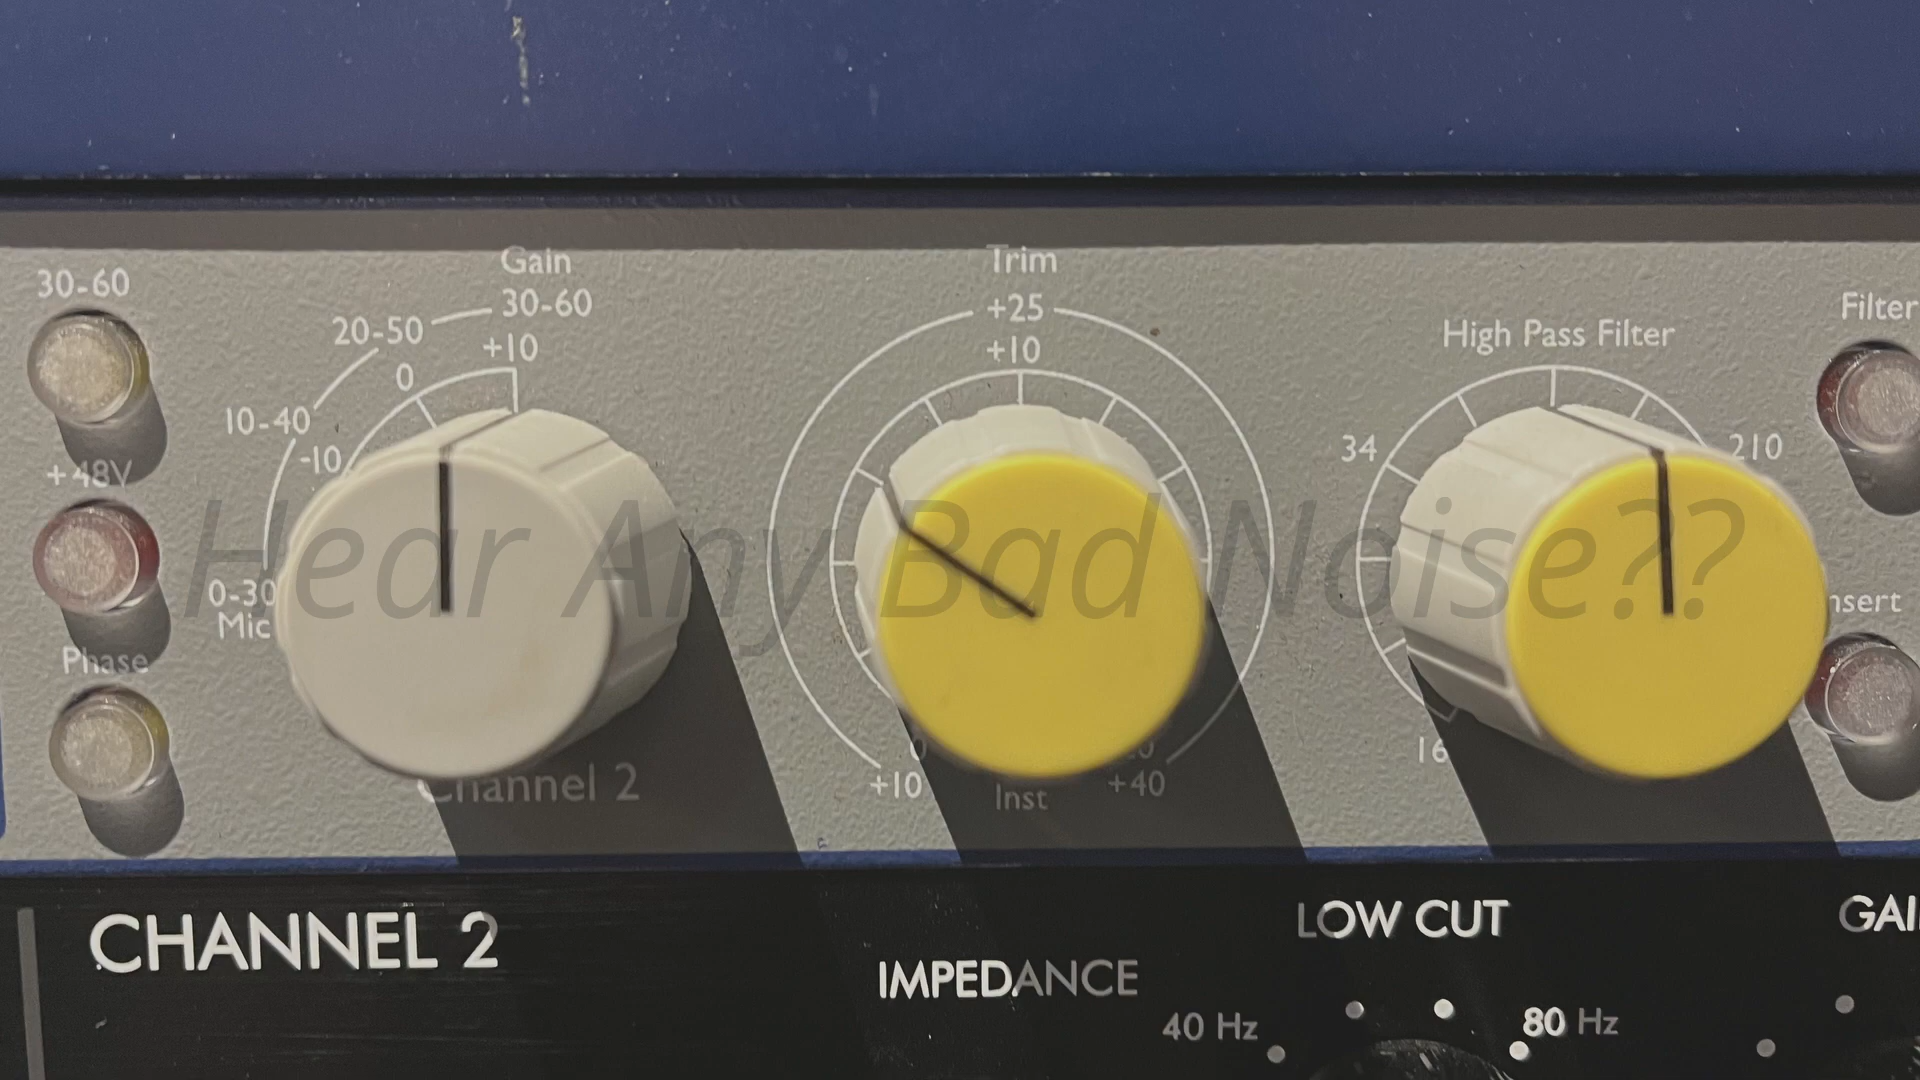 30-60
Gain
30-60
20-50
+10
0
10-40
-10
+48V
0-30
Mic
Phase
Channel 2
Trim
+25
+10
0
+10
Inst
+40
High Pass Filter
34
210
16
Filter
Hear Any Bad Noise??
CHANNEL 2
IMPEDANCE
LOW CUT
40 Hz
80 Hz